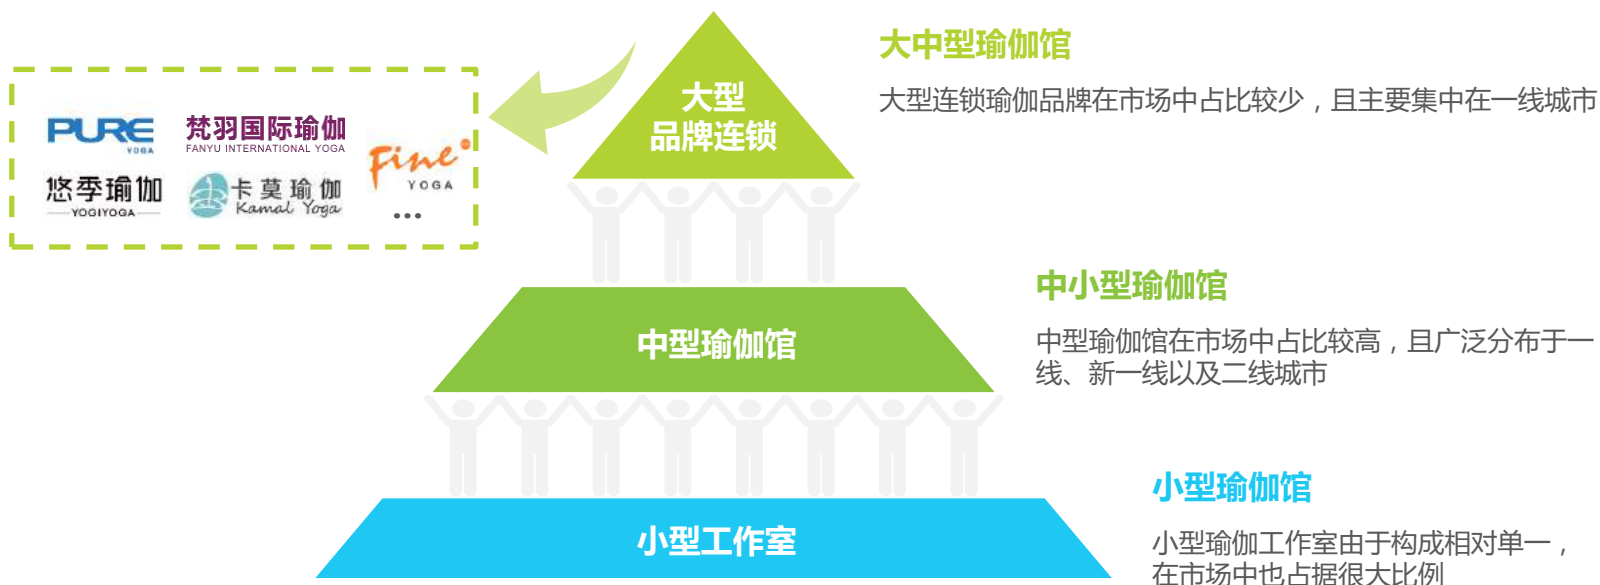 大中型瑜伽馆
大型连锁瑜伽品牌在市场中占比较少，且主要集中在一线城市
大型
品牌连锁
PURE
YOGA
梵羽国际瑜伽
FANYU INTERNATIONAL YOGA
Fine
YOGA
悠季瑜伽
YOGIYOGA
卡莫瑜伽
Kamal Yoga
...
中小型瑜伽馆
中型瑜伽馆在市场中占比较高，且广泛分布于一
线、新一线以及二线城市
中型瑜伽馆
小型瑜伽馆
小型瑜伽工作室由于构成相对单一，
在市场中也占据很大比例
小型工作室